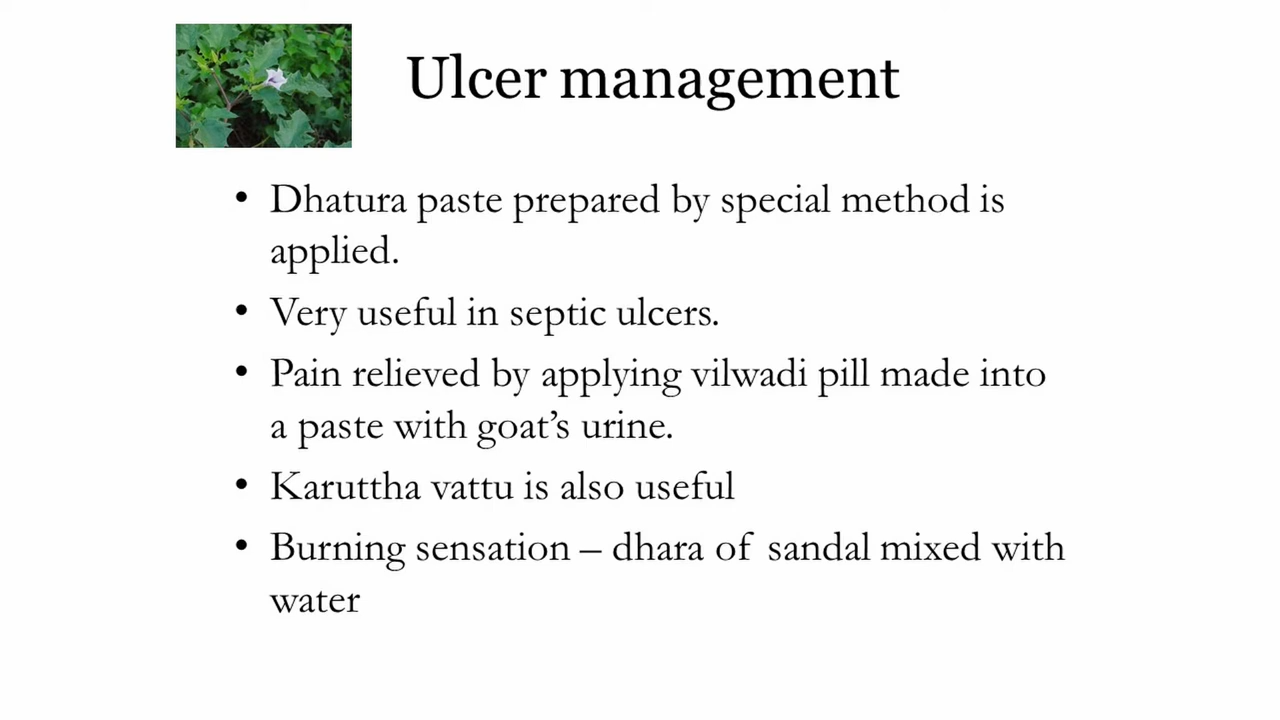 Ulcer management
• Dhatura paste prepared by special method is
applied.
• Very useful in septic ulcers.
• Pain relieved by applying vilwadi pill made into
a paste with goat’s urine.
• Karuttha vattu is also useful
• Burning sensation – dhara of sandal mixed with
water